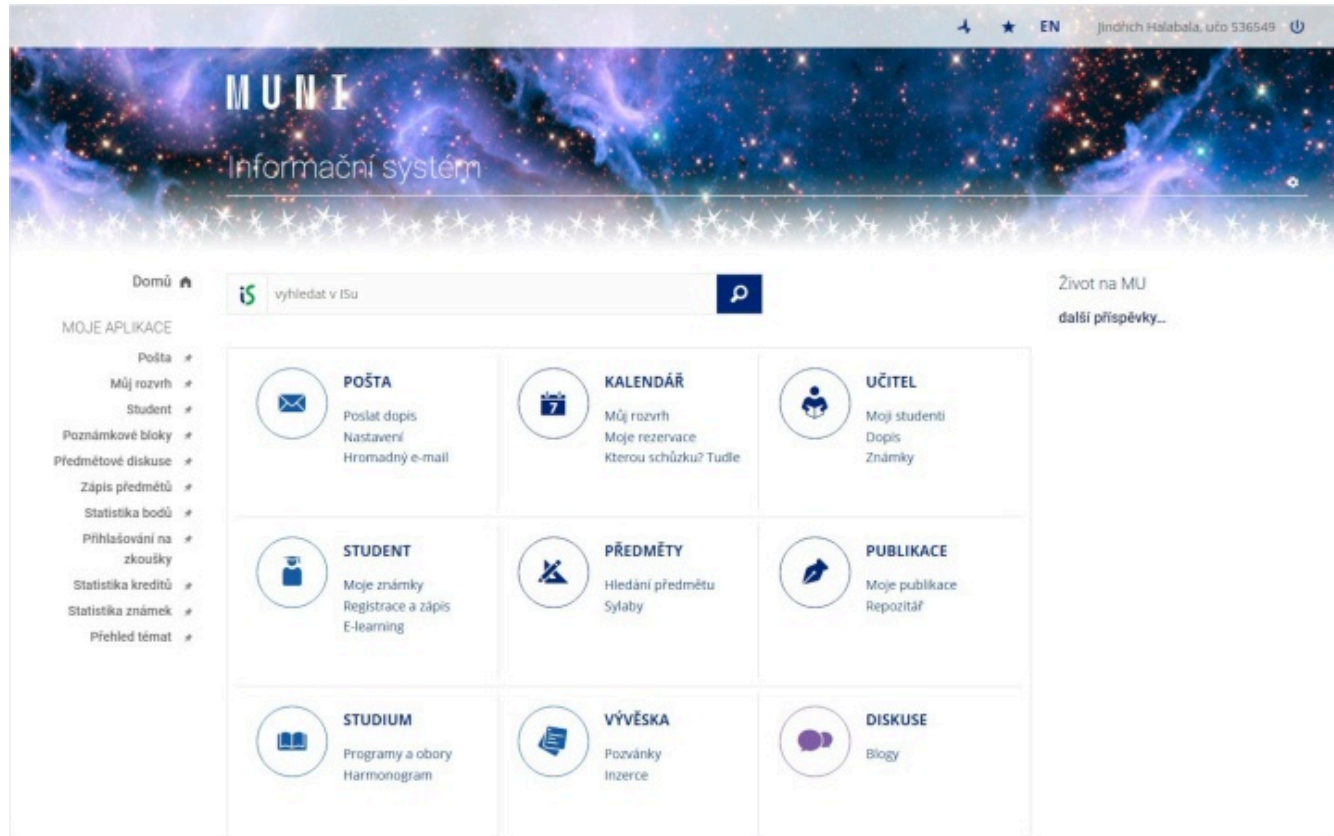 EN
Jindřich Halabala, učo 536549
MUNI
Informační systém
Domů
MOJE APLIKACE
Pošta
Můj rozvrh
Student
Poznámkové bloky
Předmětové diskuse
Zápis předmětů
Statistika bodů
Přihlašování na
zkoušky
Statistika kreditů
Statistika známek
Přehled témat
iS
vyhledat v ISu
POŠTA
Poslat dopis
Nastavení
Hromadný e-mail
7
KALENDÁŘ
Můj rozvrh
Moje rezervace
Kterou schůzku? Tudle
UČITEL
Moji studenti
Dopis
Známky
STUDENT
Moje známky
Registrace a zápis
E-learning
PŘEDMĚTY
Hledání předmětu
Sylaby
PUBLIKACE
Moje publikace
Repozitář
STUDIUM
Programy a obory
Harmonogram
VÝVĚSKA
Pozvánky
Inzerce
DISKUSE
Blogy
Život na MU
další příspěvky...